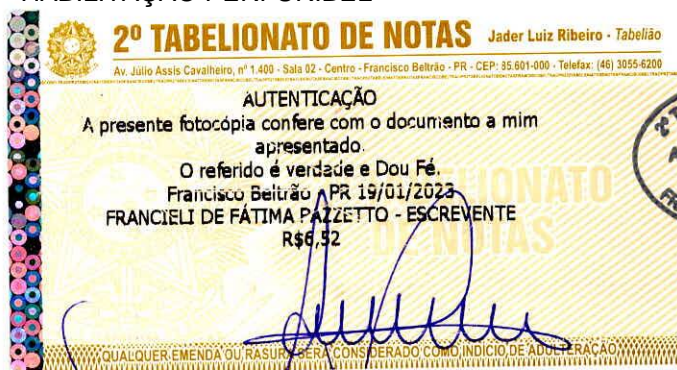 2º TABELIONATO DE NOTAS Jader Luiz Ribeiro - Tabelião
Av. Júlio Assis Cavalheiro, nº 1.400 - Sala 02 - Centro - Francisco Beltrão - PR - CEP: 85.601-000 - Telefax: (46) 3055-6200
AUTENTICAÇÃO
A presente fotocópia confere com o documento a mim
apresentado.
O referido é verdade e Dou Fé.
Francisco Beltrão - PR 19/01/2023
FRANCIELI DE FÁTIMA PAZZETTO - ESCREVENTE
R$6,52
QUALQUER EMENDA OU RASURA SERÁ CONSIDERADO COMO INDÍCIO DE ADULTERAÇÃO